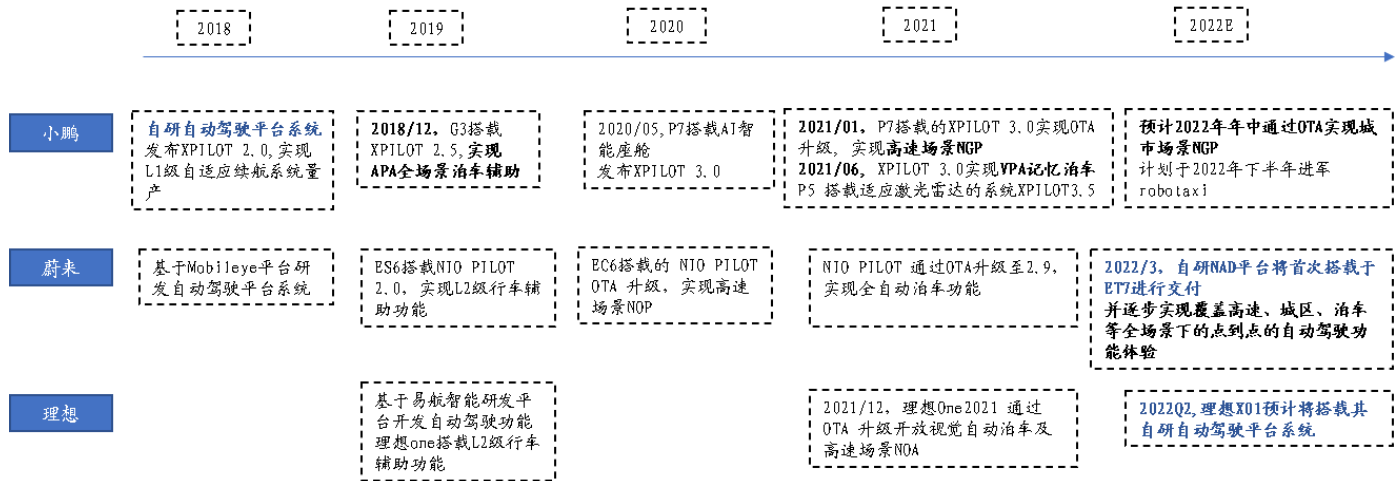 2018
2019
2020
2021
2022E
小鹏
自研自动驾驶平台系统
发布XPILOT 2.0,实现
L1级自适应续航系统量
产
2018/12, G3搭载
XPILOT 2.5,实现
APA全场景泊车辅助
2020/05,P7搭载AI智
能座舱
发布XPILOT 3.0
2021/01, P7搭载的XPILOT 3.0实现OTA
升级, 实现高速场景NGP
2021/06, XPILOT 3.0实现VPA记忆泊车
P5 搭载适应激光雷达的系统XPILOT3.5
预计2022年年中通过OTA实现城
市场景NGP
计划于2022年下半年进军
robotaxi
蔚来
基于Mobileye平台研
发自动驾驶平台系统
ES6搭载NIO PILOT
2.0, 实现L2级行车辅
助功能
EC6搭载的 NIO PILOT
OTA 升级, 实现高速
场景NOP
NIO PILOT 通过OTA升级至2.9,
实现全自动泊车功能
2022/3, 自研NAD平台将首次搭载于
ET7进行交付
并逐步实现覆盖高速、城区、泊车
等全场景下的点到点的自动驾驶功
能体验
理想
基于易航智能研发平
台开发自动驾驶功能
理想one搭载L2级行车
辅助功能
2021/12, 理想One2021 通过
OTA 升级开放视觉自动泊车及
高速场景NOA
2022Q2,理想X01预计将搭载其
自研自动驾驶平台系统